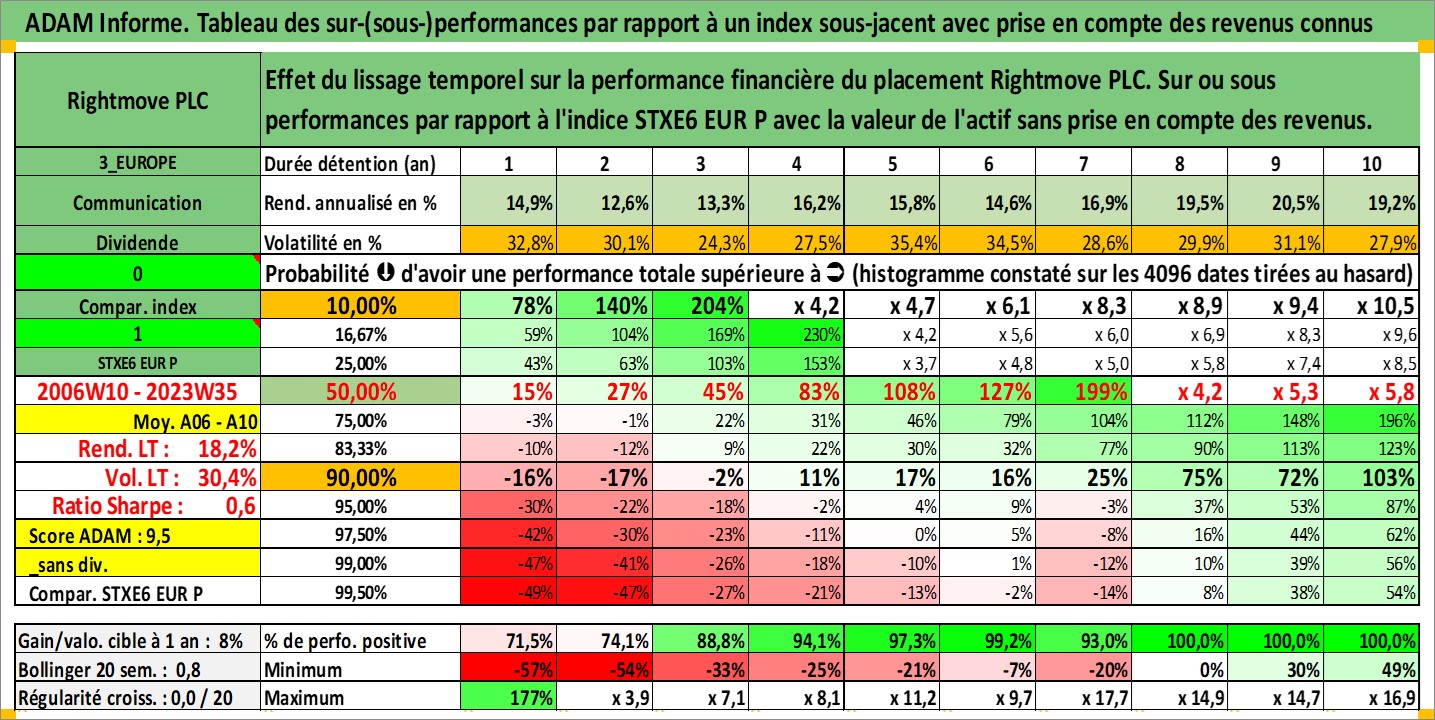 ADAM Informe. Tableau des sur-(sous-)performances par rapport à un index sous-jacent avec prise en compte des revenus connus
Rightmove PLC
Effet du lissage temporel sur la performance financière du placement Rightmove PLC. Sur ou sous
performances par rapport à l'indice STXE6 EUR P avec la valeur de l'actif sans prise en compte des revenus.
3_EUROPE Durée détention (an) 1 2 3 4 5 6 7 8 9 10
Communication Rend. annualisé en % 14,9% 12,6% 13,3% 16,2% 15,8% 14,6% 16,9% 19,5% 20,5% 19,2%
Dividende Volatilité en % 32,8% 30,1% 24,3% 27,5% 35,4% 34,5% 28,6% 29,9% 31,1% 27,9%
0 Probabilité d'avoir une performance totale supérieure à (histogramme constaté sur les 4096 dates tirées au hasard)
Compar. index 10,00% 78% 140% 204% x 4,2 x 4,7 x 6,1 x 8,3 x 8,9 x 9,4 x 10,5
1 16,67% 59% 104% 169% 230% x 4,2 x 5,6 x 6,0 x 6,9 x 8,3 x 9,6
STXE6 EUR P 25,00% 43% 63% 103% 153% x 3,7 x 4,8 x 5,0 x 5,8 x 7,4 x 8,5
2006W10 - 2023W35 50,00% 15% 27% 45% 83% 108% 127% 199% x 4,2 x 5,3 x 5,8
Moy. A06 - A10 75,00% -3% -1% 22% 31% 46% 79% 104% 112% 148% 196%
Rend. LT : 18,2% 83,33% -10% -12% 9% 22% 30% 32% 77% 90% 113% 123%
Vol. LT : 30,4% 90,00% -16% -17% -2% 11% 17% 16% 25% 75% 72% 103%
Ratio Sharpe : 0,6 95,00% -30% -22% -18% -2% 4% 9% -3% 37% 53% 87%
Score ADAM : 9,5 97,50% -42% -30% -23% -11% 0% 5% -8% 16% 44% 62%
_sans div. 99,00% -47% -41% -26% -18% -10% 1% -12% 10% 39% 56%
Compar. STXE6 EUR P 99,50% -49% -47% -27% -21% -13% -2% -14% 8% 38% 54%
Gain/valo. cible à 1 an : 8% % de perfo. positive 71,5% 74,1% 88,8% 94,1% 97,3% 99,2% 93,0% 100,0% 100,0% 100,0%
Bollinger 20 sem. : 0,8 Minimum -57% -54% -33% -25% -21% -7% -20% 0% 30% 49%
Régularité croiss. : 0,0 / 20 Maximum 177% x 3,9 x 7,1 x 8,1 x 11,2 x 9,7 x 17,7 x 14,9 x 14,7 x 16,9